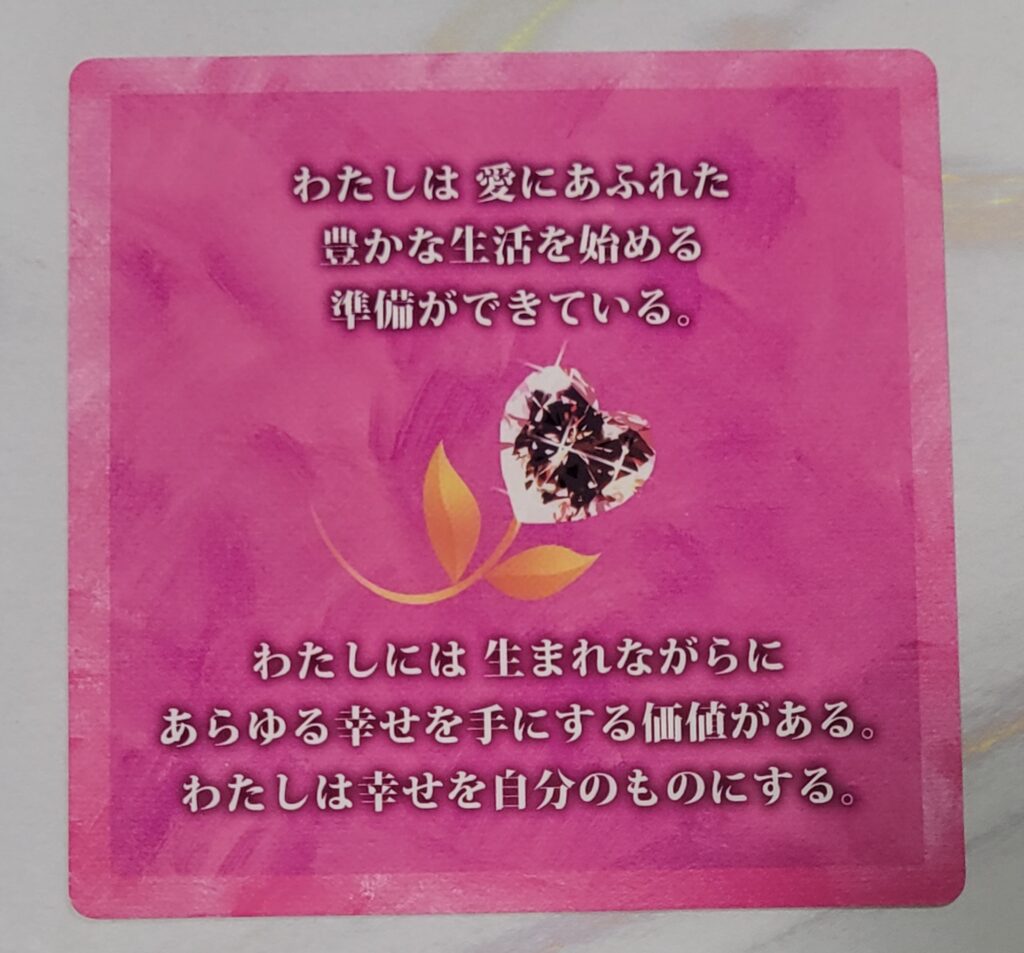 わたしは 愛にあふれた
豊かな生活を始める
準備ができている。
わたしには 生まれながらに
あらゆる幸せを手にする価値がある。
わたしは幸せを自分のものにする。